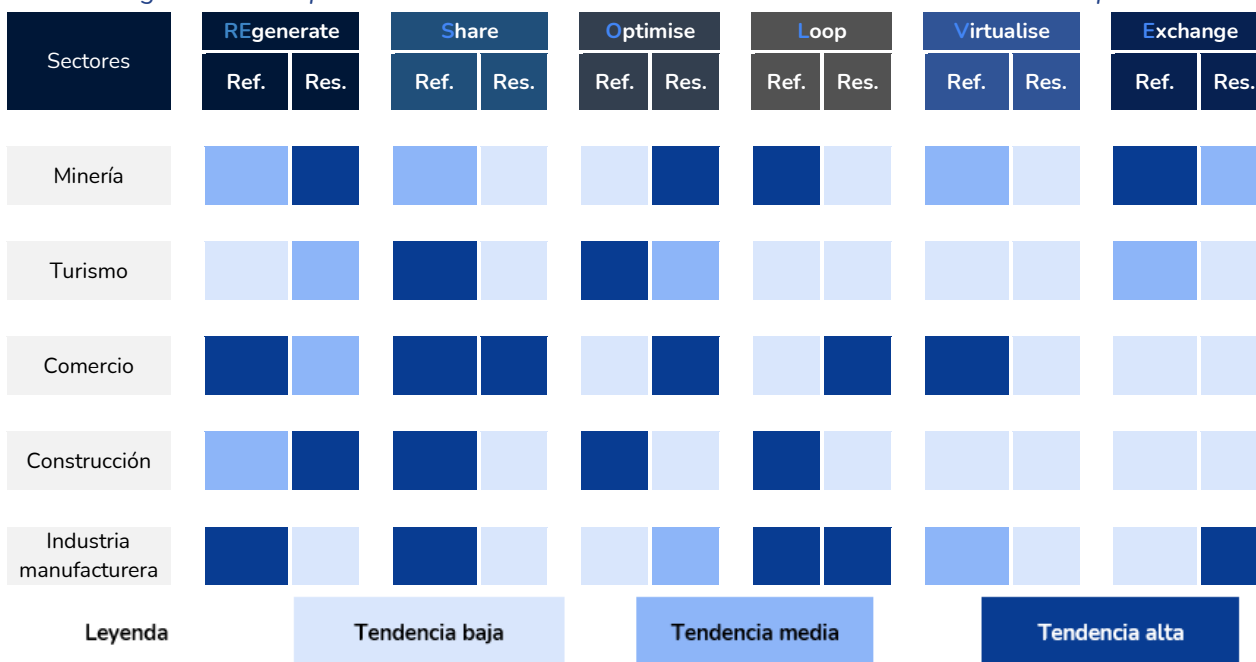 Sectores
REgenerate Share Optimise Loop Virtualise Exchange
Ref. Res. Ref. Res. Ref. Res. Ref. Res. Ref. Res. Ref. Res.
Minería
Turismo
Comercio
Construcción
Industria
manufacturera
Leyenda Tendencia baja Tendencia media Tendencia alta